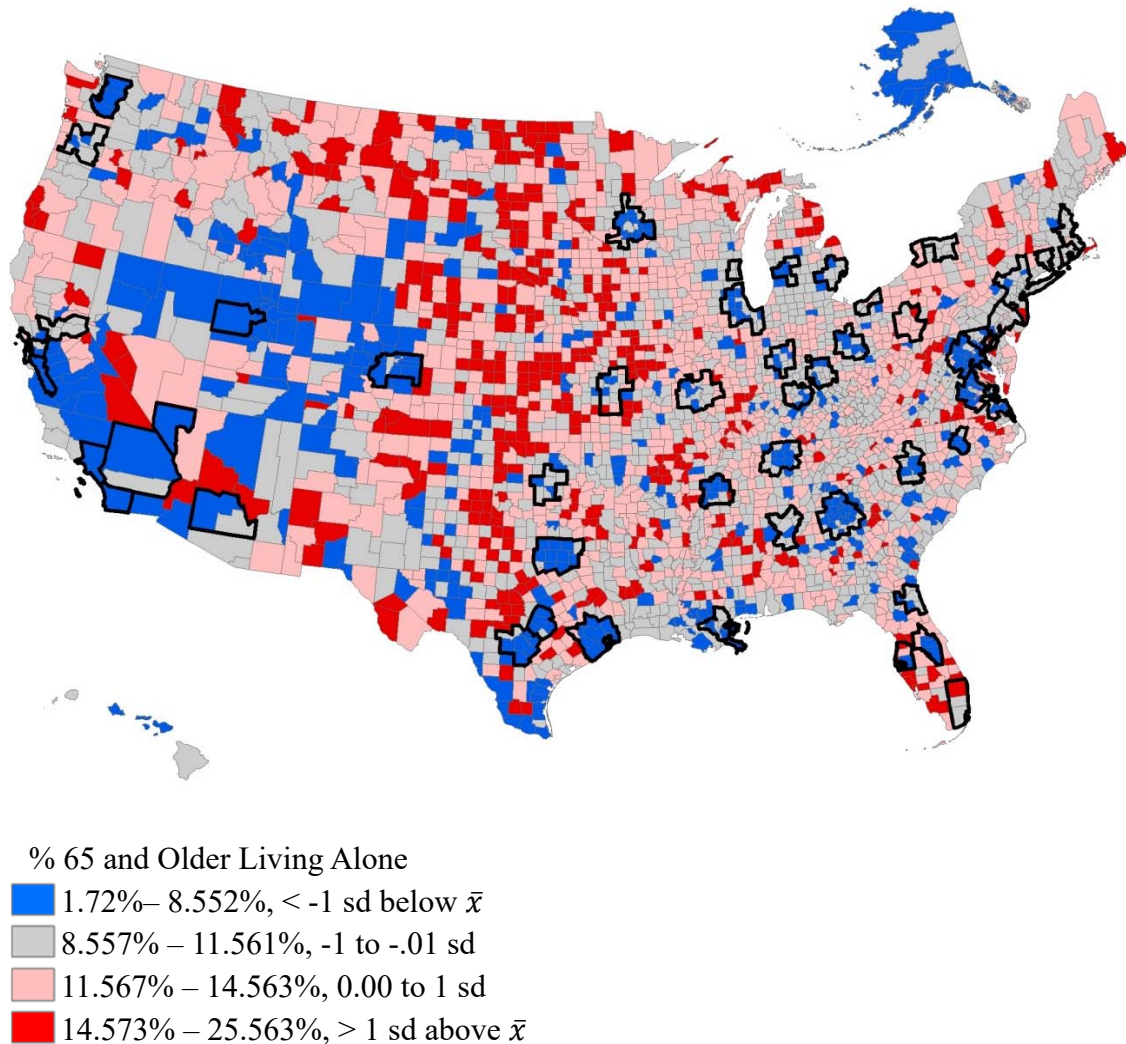 % 65 and Older Living Alone
1.72%– 8.552%, < -1 sd below x̄
8.557% – 11.561%, -1 to -.01 sd
11.567% – 14.563%, 0.00 to 1 sd
14.573% – 25.563%, > 1 sd above x̄